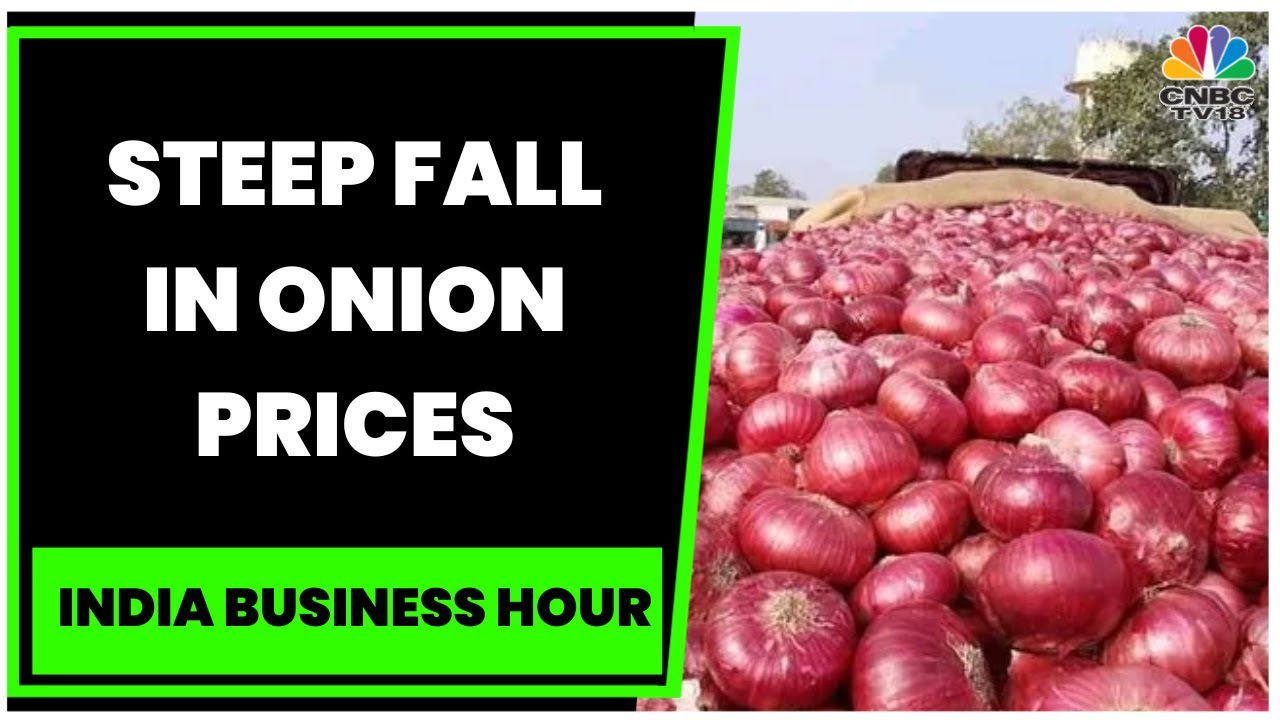 STEEP FALL
IN ONION
PRICES
INDIA BUSINESS HOUR
CNBC
TV18